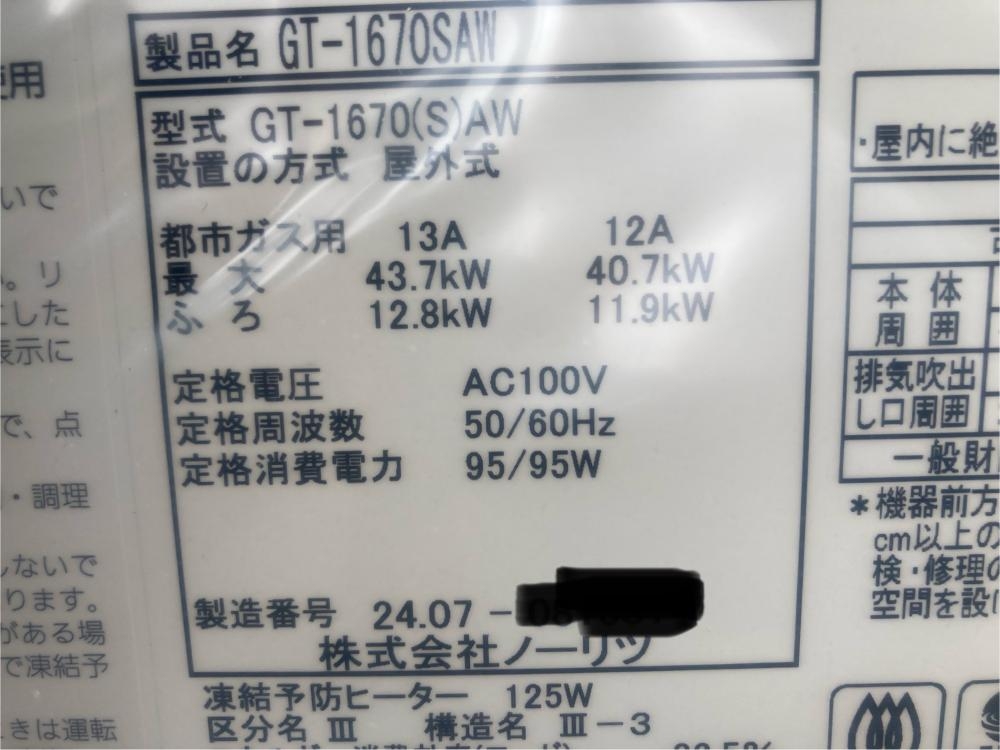 製品名 GT-1670SAW
型式 GT-1670(S)AW
設置の方式 屋外式
都市ガス用 13A 12A
最 大 43.7kW 40.7kW
ふ ろ 12.8kW 11.9kW
定格電圧 AC100V
定格周波数 50/60Hz
定格消費電力 95/95W
製造番号 24.07 -
株式会社ノーリツ
凍結予防ヒーター 125W
区分名 Ⅲ 構造名 Ⅲ-3
使用
いで
。リ
にした
表示に
で、点
・調理
しないで
ります。
がある場
で凍結予
ときは運転
・屋内に絶
本 体
周 囲
排気吹出
し口周囲
一般財
*機器前方
cm以上の
検・修理の
空間を設